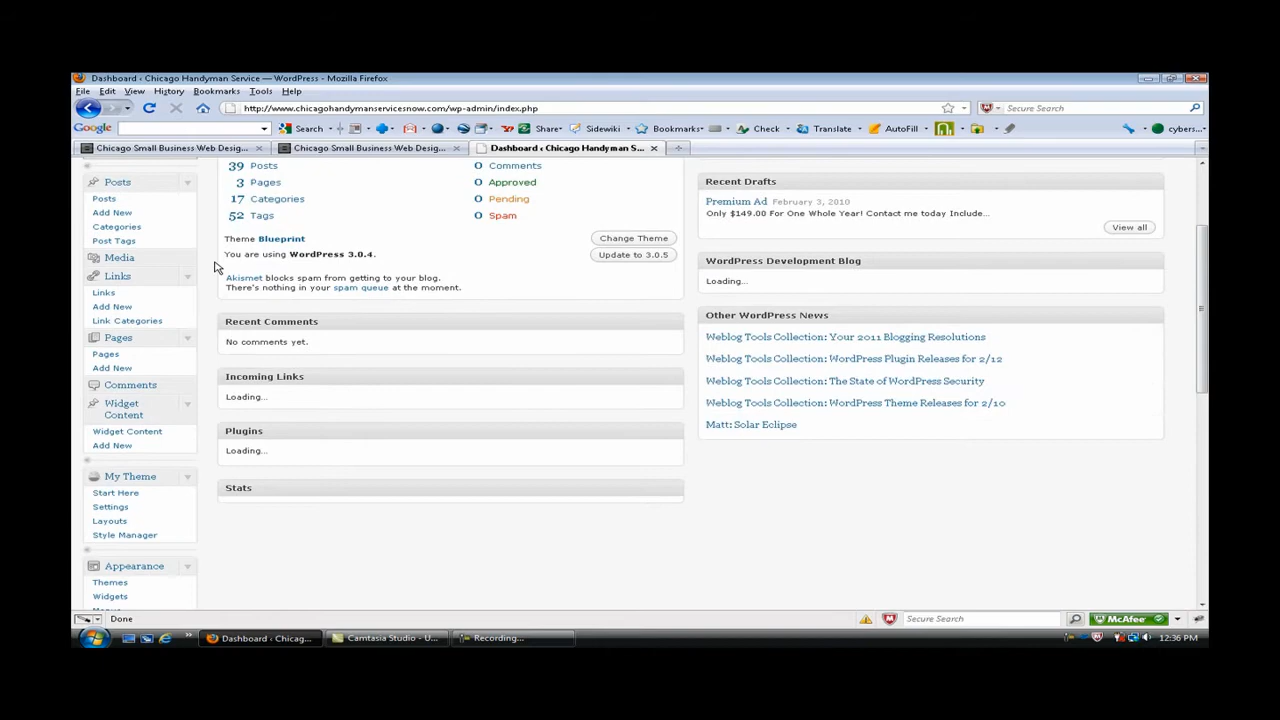 Dashboard ‹ Chicago Handyman Service — WordPress - Mozilla Firefox
File Edit View History Bookmarks Tools Help
http://www.chicagohandymanservicesnow.com/wp-admin/index.php
Secure Search
Google
Search
Share
Sidewiki
Bookmarks
Check
Translate
AutoFill
cybers...
Chicago Small Business Web Desig...
Chicago Small Business Web Desig...
Dashboard ‹ Chicago Handyman S...
Posts
Posts
Add New
Categories
Post Tags
Media
Links
Links
Add New
Link Categories
Pages
Pages
Add New
Comments
Widget
Content
Widget Content
Add New
My Theme
Start Here
Settings
Layouts
Style Manager
Appearance
Themes
Widgets
39 Posts
0 Comments
3 Pages
0 Approved
17 Categories
0 Pending
52 Tags
0 Spam
Theme Blueprint
Change Theme
You are using WordPress 3.0.4.
Update to 3.0.5
Akismet blocks spam from getting to your blog.
There's nothing in your spam queue at the moment.
Recent Comments
No comments yet.
Incoming Links
Loading...
Plugins
Loading...
Stats
Recent Drafts
Premium Ad February 3, 2010
Only $149.00 For One Whole Year! Contact me today Include...
View all
WordPress Development Blog
Loading...
Other WordPress News
Weblog Tools Collection: Your 2011 Blogging Resolutions
Weblog Tools Collection: WordPress Plugin Releases for 2/12
Weblog Tools Collection: The State of WordPress Security
Weblog Tools Collection: WordPress Theme Releases for 2/10
Matt: Solar Eclipse
Done
Secure Search
McAfee
Dashboard ‹ Chicag...
Camtasia Studio - U...
Recording...
12:36 PM